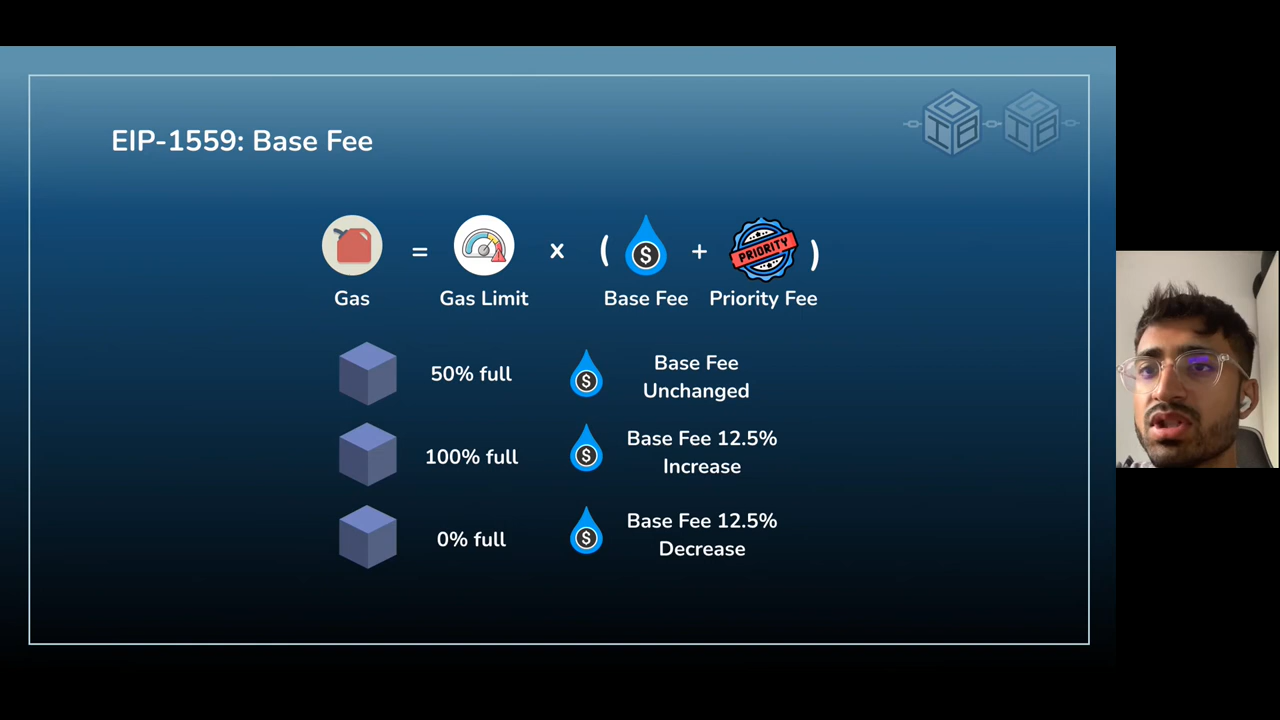 EIP-1559: Base Fee
= x ( $ + PRIORITY )
Gas Gas Limit Base Fee Priority Fee
50% full $ Base Fee
Unchanged
100% full $ Base Fee 12.5%
Increase
0% full $ Base Fee 12.5%
Decrease